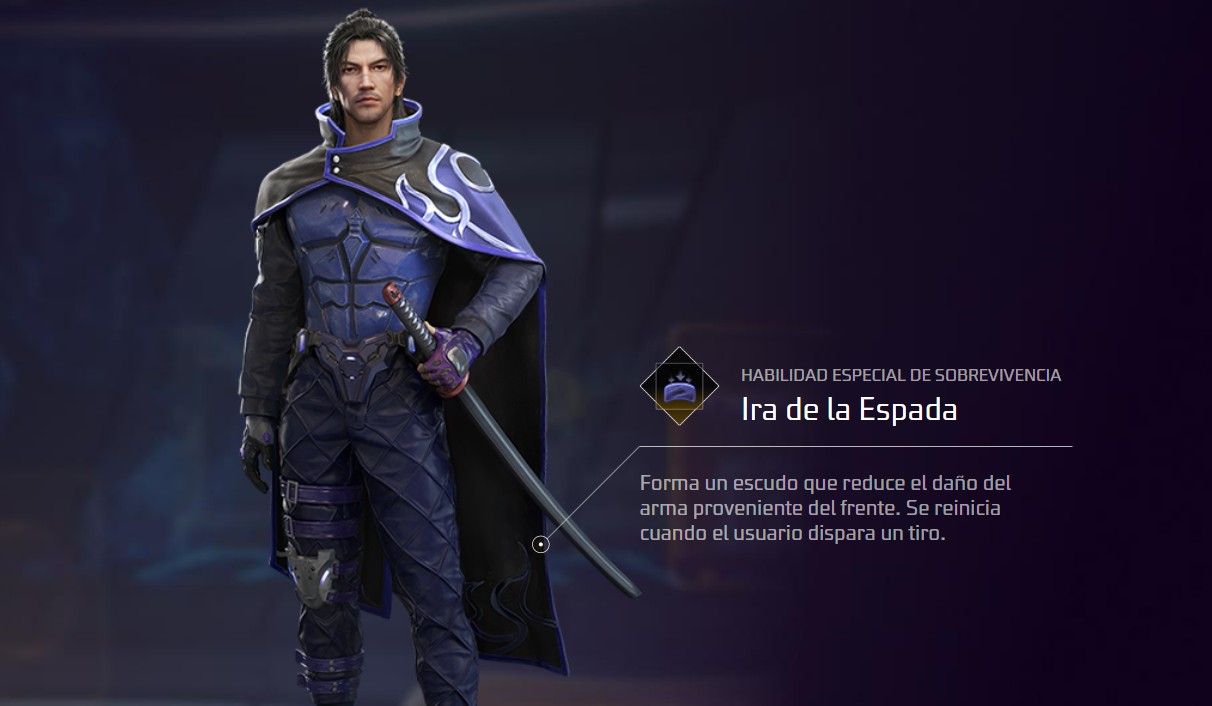 HABILIDAD ESPECIAL DE SOBREVIVENCIA
Ira de la Espada
Forma un escudo que reduce el daño del
arma proveniente del frente. Se reinicia
cuando el usuario dispara un tiro.